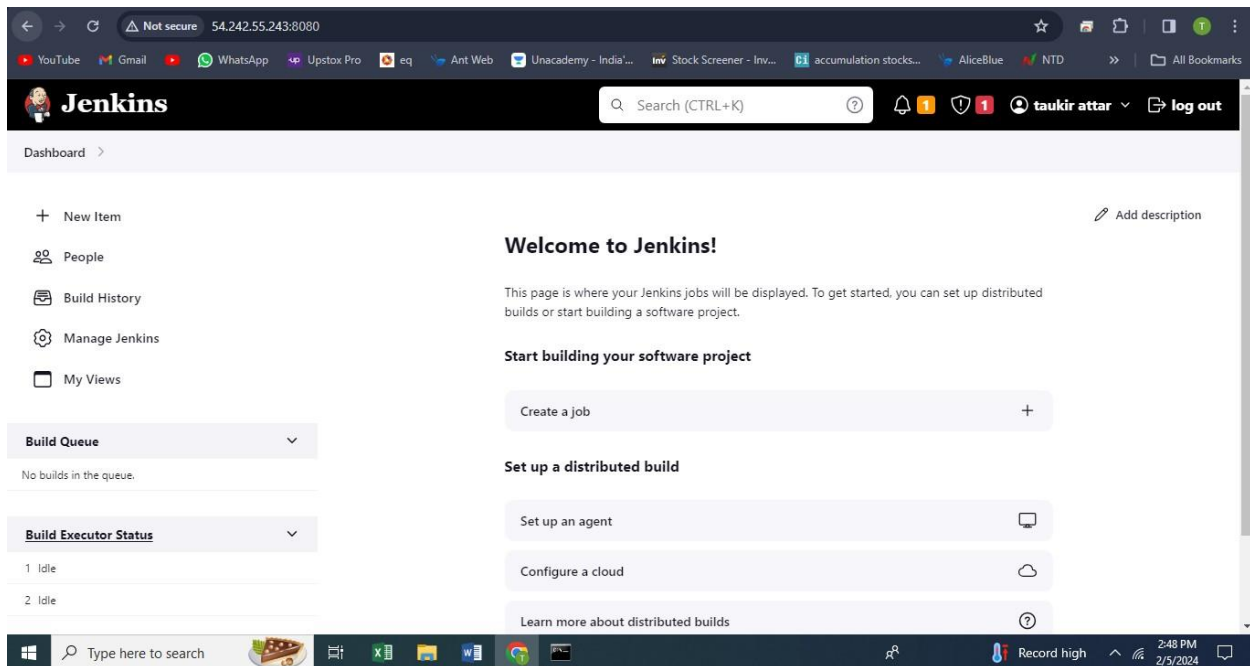 Not secure 54.242.55.243:8080
YouTube Gmail WhatsApp up Upstox Pro eq Ant Web Unacademy - India'... inv Stock Screener - Inv... Ci accumulation stocks... AliceBlue NTD » All Bookmarks
Jenkins Search (CTRL+K) 1 1 taukir attar log out
Dashboard >
New Item
Add description
People
Build History
Manage Jenkins
My Views
Build Queue
No builds in the queue.
Build Executor Status
1 Idle
2 Idle
Welcome to Jenkins!
This page is where your Jenkins jobs will be displayed. To get started, you can set up distributed
builds or start building a software project.
Start building your software project
Create a job
Set up a distributed build
Set up an agent
Configure a cloud
Learn more about distributed builds
Type here to search
Record high
2:48 PM
2/5/2024